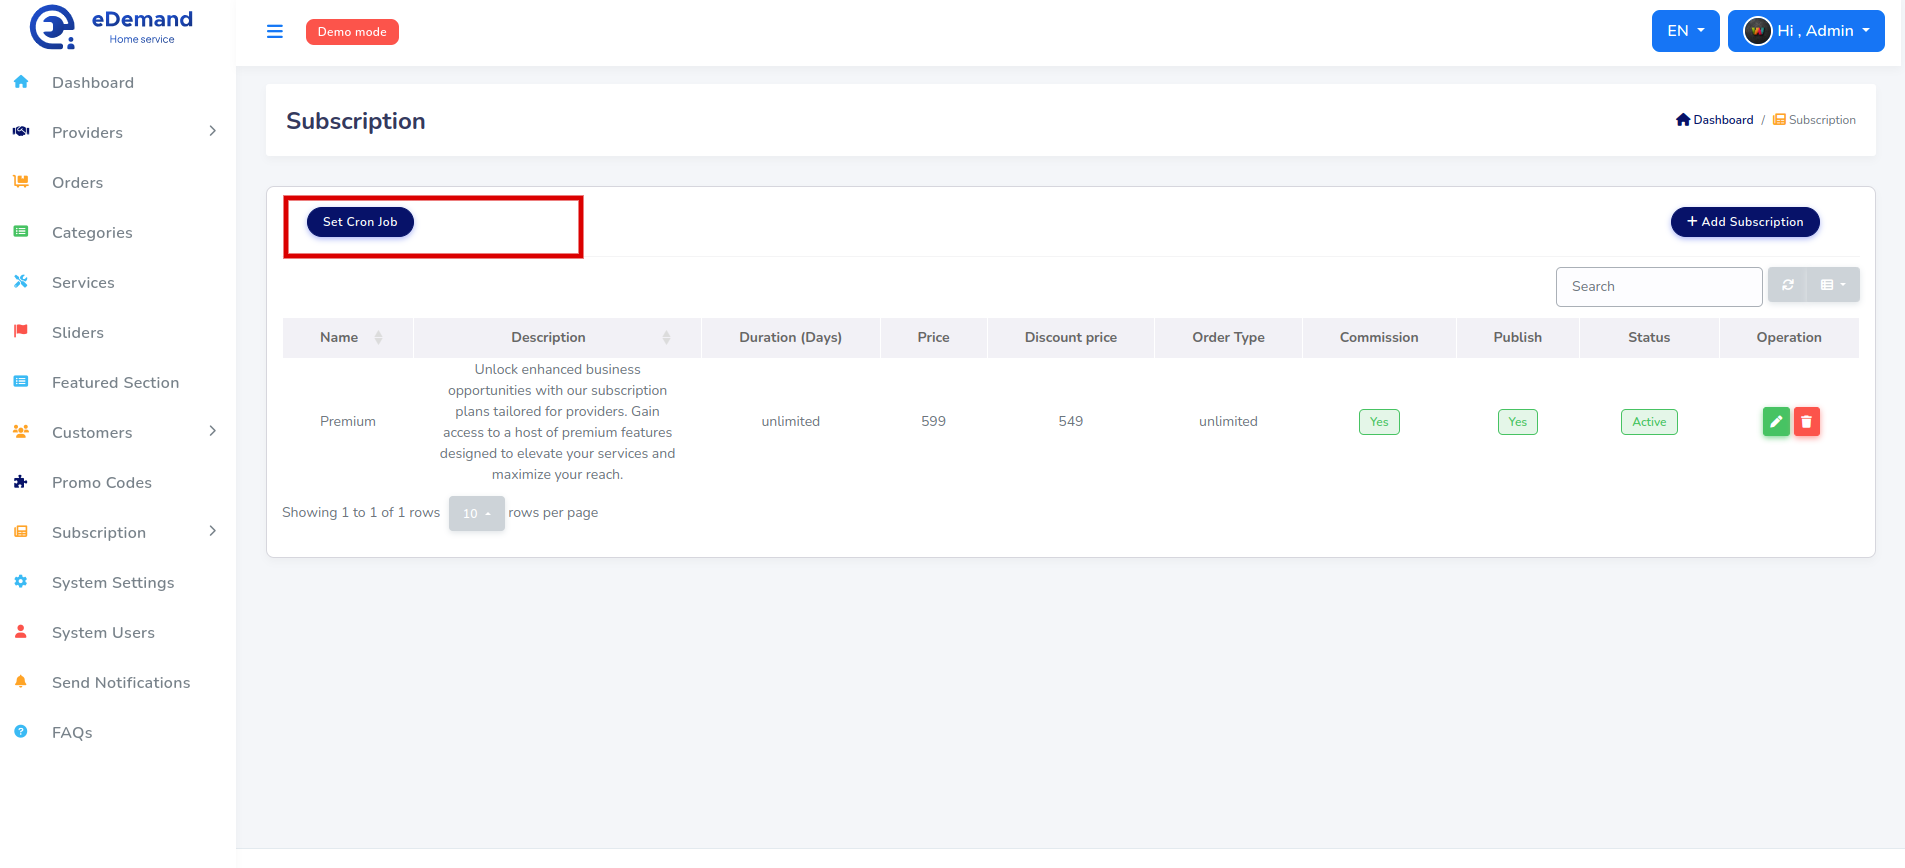 eDemand
Home service
Demo mode
EN
Hi , Admin
Dashboard
Providers
Orders
Categories
Services
Sliders
Featured Section
Customers
Promo Codes
Subscription
System Settings
System Users
Send Notifications
FAQs
Subscription
Dashboard / Subscription
Set Cron Job
+ Add Subscription
Search
Name Description Duration (Days) Price Discount price Order Type Commission Publish Status Operation
Unlock enhanced business
opportunities with our subscription
plans tailored for providers. Gain
access to a host of premium features
designed to elevate your services and
maximize your reach.
Premium unlimited 599 549 unlimited Yes Yes Active
Showing 1 to 1 of 1 rows 10 rows per page